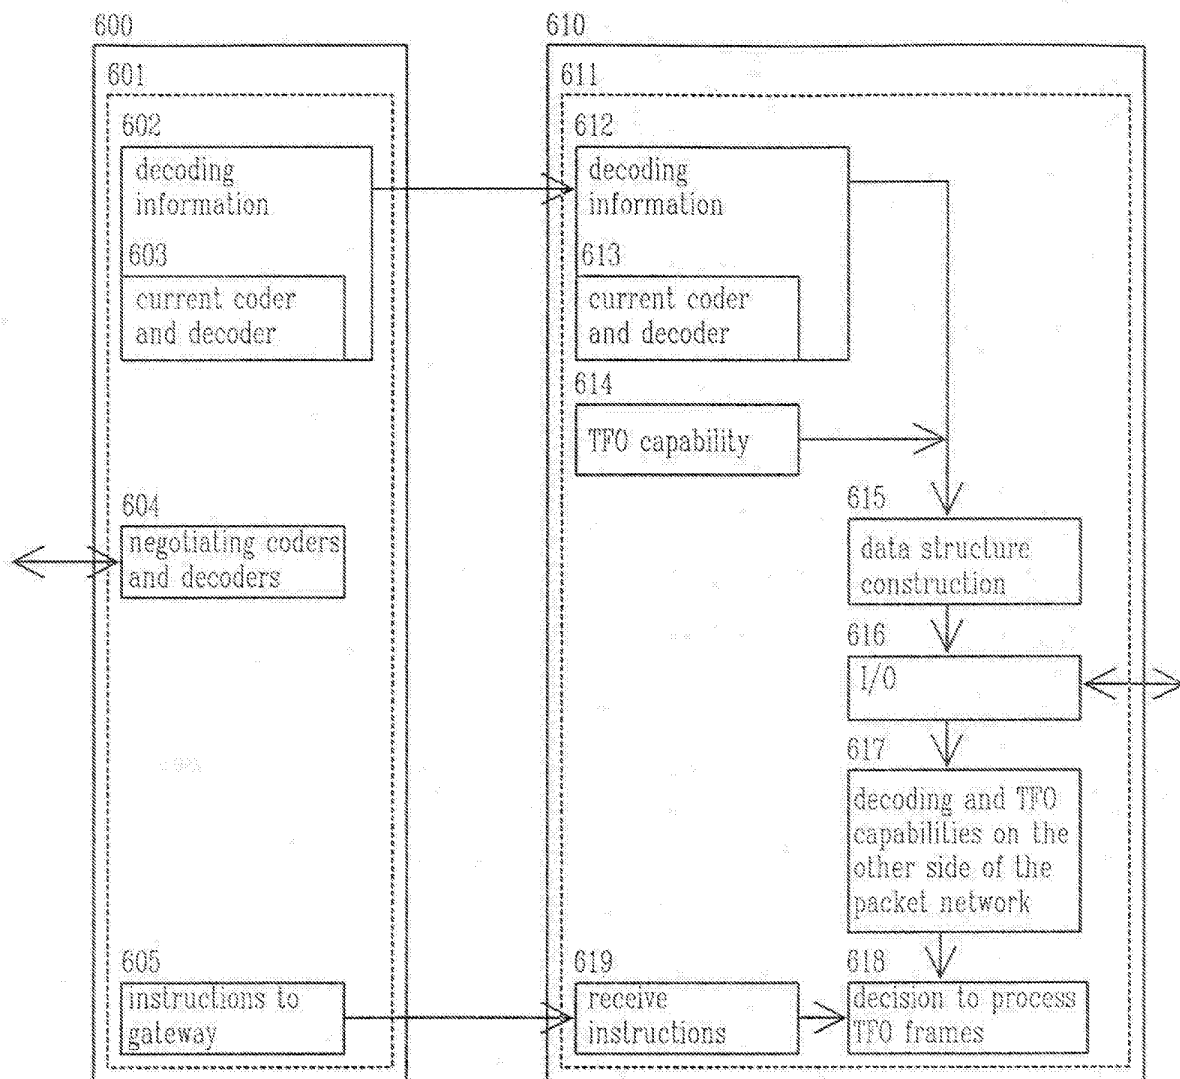 600
601
602
decoding
information
603
current coder
and decoder
604
negotiating coders
and decoders
605
instructions to
gateway
610
611
612
decoding
information
613
current coder
and decoder
614
TFO capability
615
data structure
construction
616
I/O
617
decoding and TFO
capabilities on the
other side of the
packet network
619
receive
instructions
618
decision to process
TFO frames